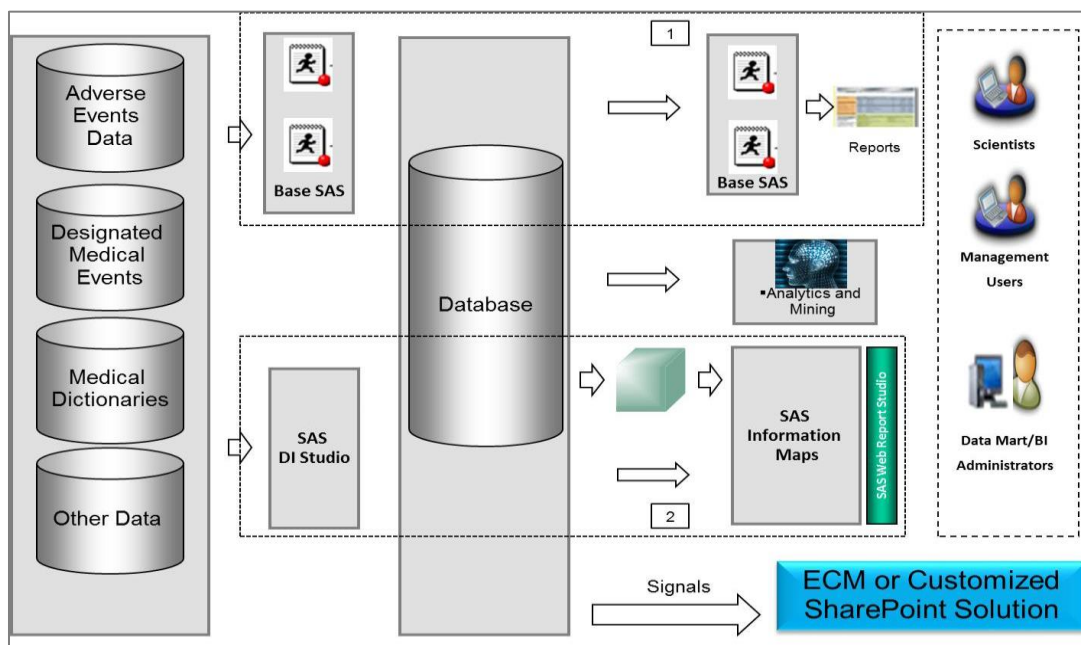 Adverse
Events
Data
Designated
Medical
Events
Medical
Dictionaries
Other Data
Base SAS
SAS
DI Studio
Database
1
Base SAS
Reports
▪Analytics and
Mining
SAS
Information
Maps
SAS Web Report Studio
2
Signals
ECM or Customized
SharePoint Solution
Scientists
Management
Users
Data Mart/BI
Administrators